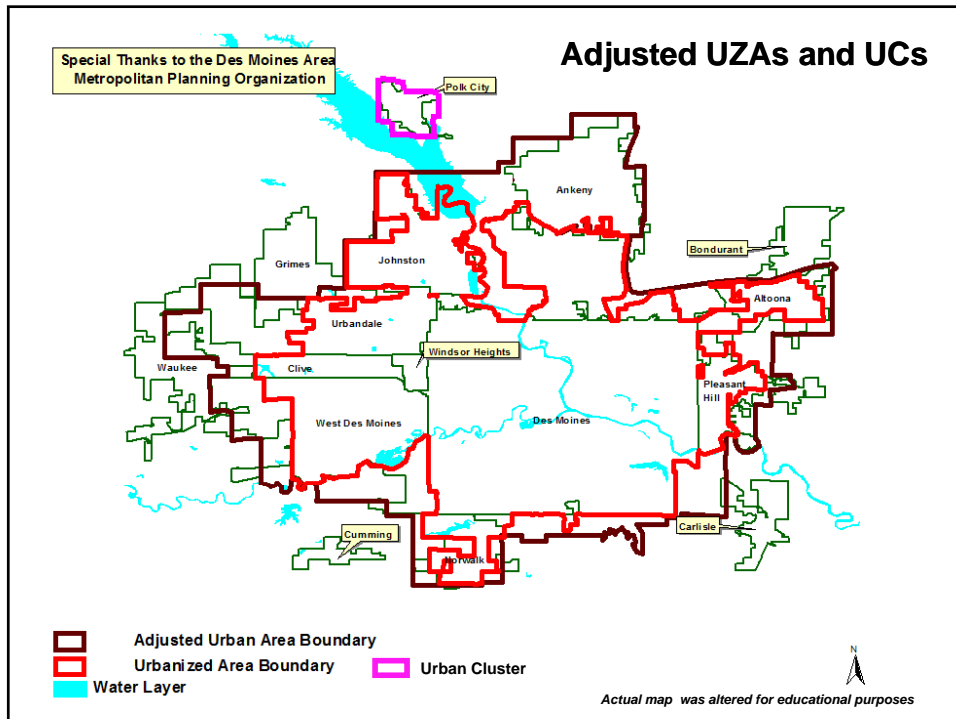 Adjusted UZAs and UCs
Special Thanks to the Des Moines Area
Metropolitan Planning Organization
Polk City
Ankeny
Bondurant
Grimes
Johnston
Altoona
Urbandale
Windsor Heights
Waukee
Clive
Pleasant
Hill
West Des Moines
Des Moines
Carlisle
Cumming
Norwalk
Adjusted Urban Area Boundary
Urbanized Area Boundary
Urban Cluster
Water Layer
N
Actual map was altered for educational purposes